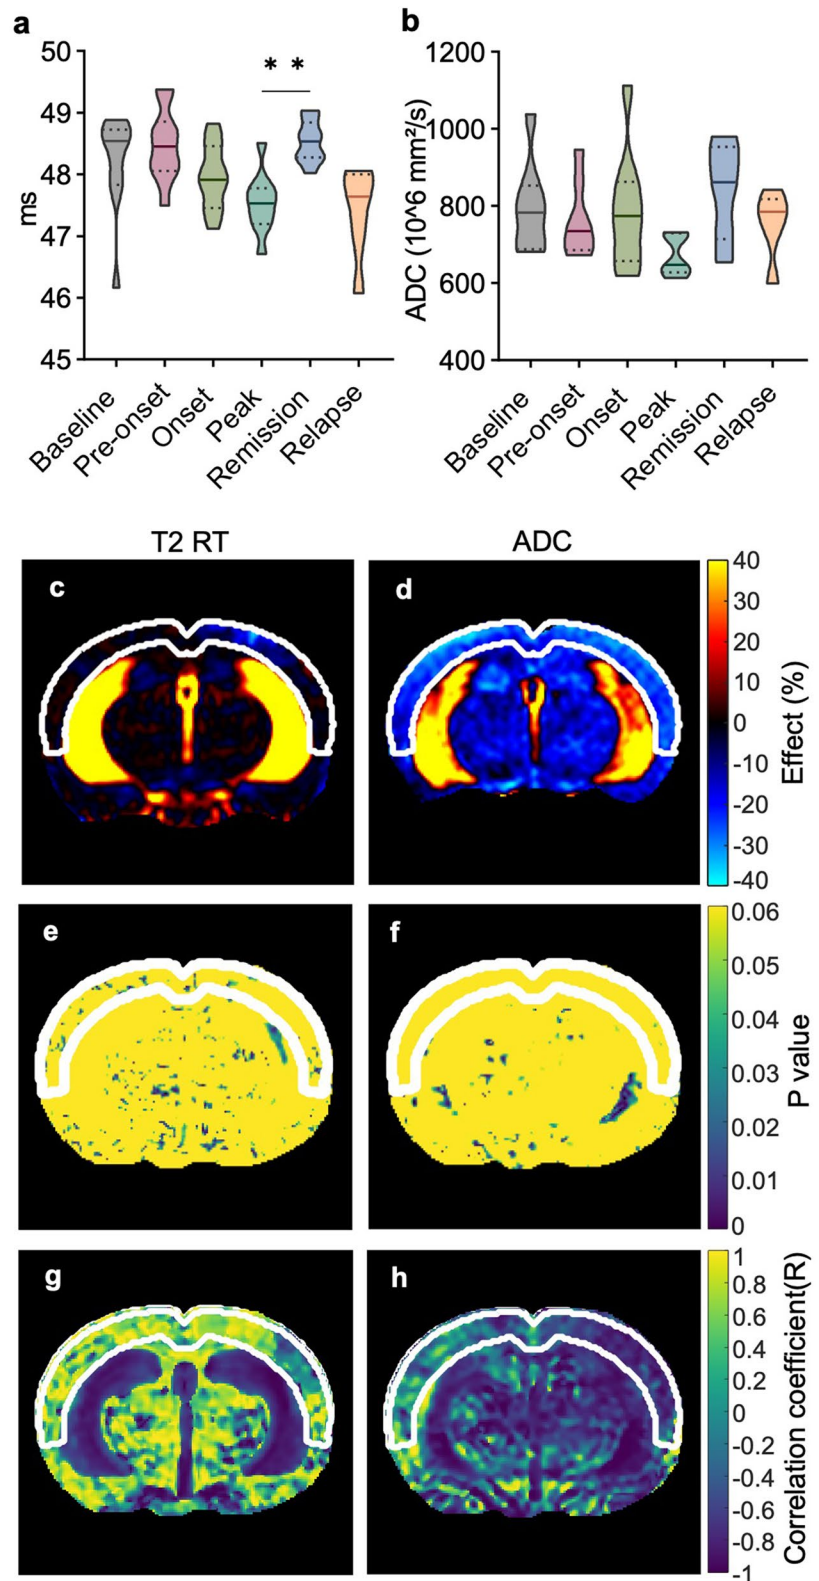 a
50
49
48
47
46
45
ms
* *
Baseline
Pre-onset
Onset
Peak
Remission
Relapse
b
1200
1000
800
600
400
ADC (10^6 mm²/s)
Baseline
Pre-onset
Onset
Peak
Remission
Relapse
T2 RT
ADC
c
d
40
30
20
10
0
-10
-20
-30
-40
Effect (%)
e
f
0.06
0.05
0.04
0.03
0.02
0.01
0
P value
g
h
1
0.8
0.6
0.4
0.2
0
-0.2
-0.4
-0.6
-0.8
-1
Correlation coefficient(R)